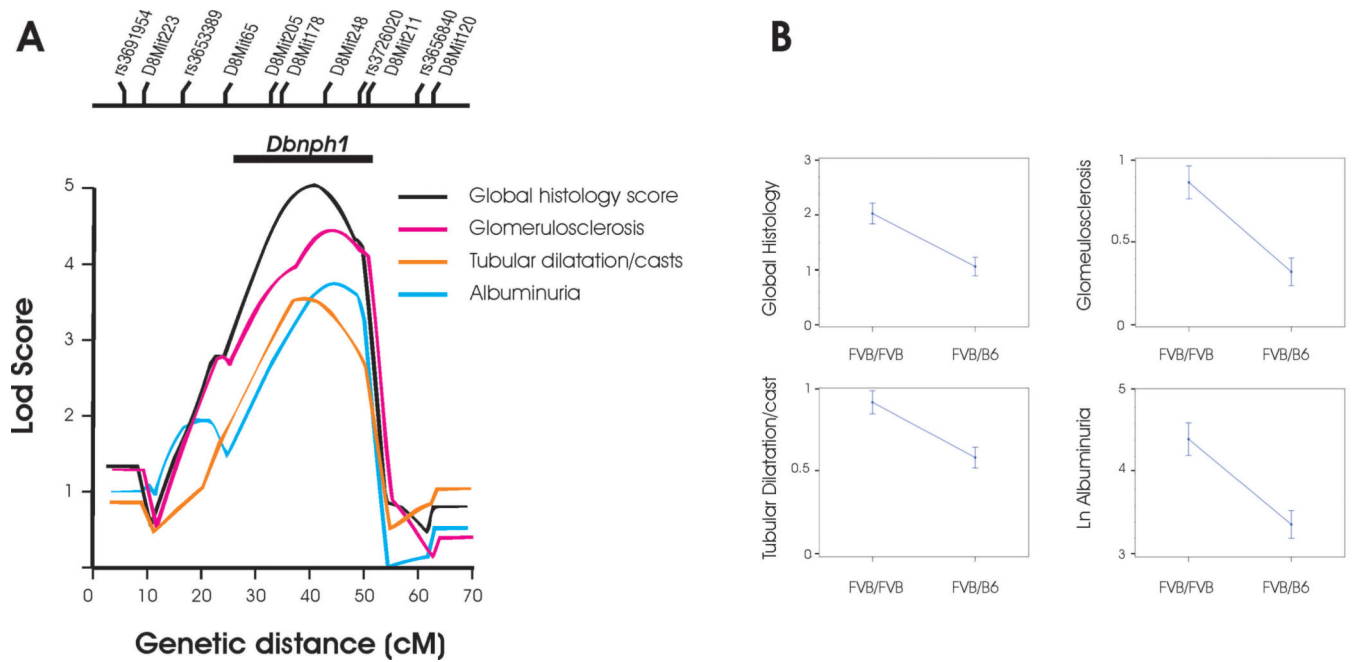 A
rs3691954
D8Mit223
rs3653389
D8Mit65
D8Mit205
D8Mit178
D8Mit248
rs3726020
D8Mit211
rs3656840
D8Mit120
Dbnph1
5
4
3
2
1
Lod Score
0 10 20 30 40 50 60 70
Genetic distance (cM)
Global histology score
Glomerulosclerosis
Tubular dilatation/casts
Albuminuria
B
Global Histology
3
2
1
0
FVB/FVB FVB/B6
Glomeulosclerosis
1
0.5
0
FVB/FVB FVB/B6
Tubular Dilatation/cast
1
0.5
0
FVB/FVB FVB/B6
Ln Albuminuria
5
4
3
FVB/FVB FVB/B6